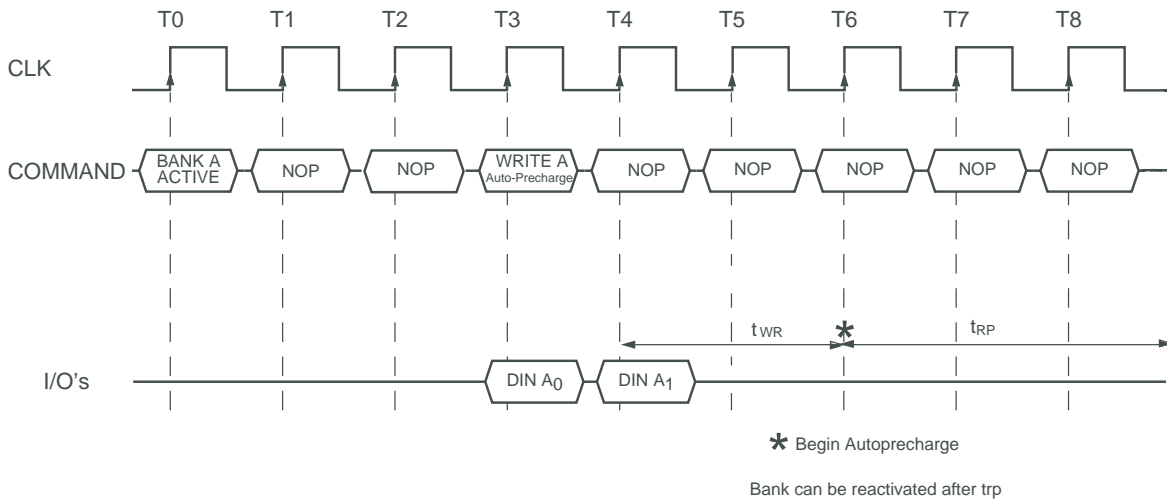 T0 T1 T2 T3 T4 T5 T6 T7 T8
CLK
COMMAND BANK A ACTIVE NOP NOP WRITE A Auto-Precharge NOP NOP NOP NOP NOP
tWR * tRP
I/O's DIN A0 DIN A1
* Begin Autoprecharge
Bank can be reactivated after trp